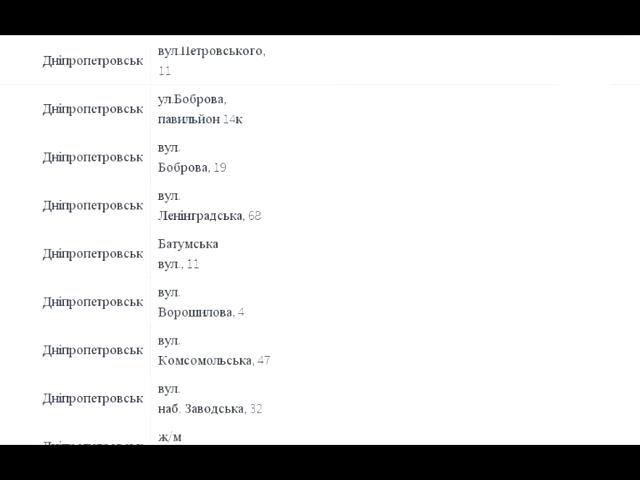 вул.Петровського,
Дніпропетровськ
11
ул.Боброва,
Дніпропетровськ
павильйон 14к
вул.
Дніпропетровськ
Боброва, 19
вул.
Дніпропетровськ
Ленінградська, 68
Батумська
Дніпропетровськ
вул., 11
вул.
Дніпропетровськ
Ворошилова, 4
вул.
Дніпропетровськ
Комсомольська, 47
вул.
Дніпропетровськ
наб. Заводська, 32
ж/м
Дніпропетровськ